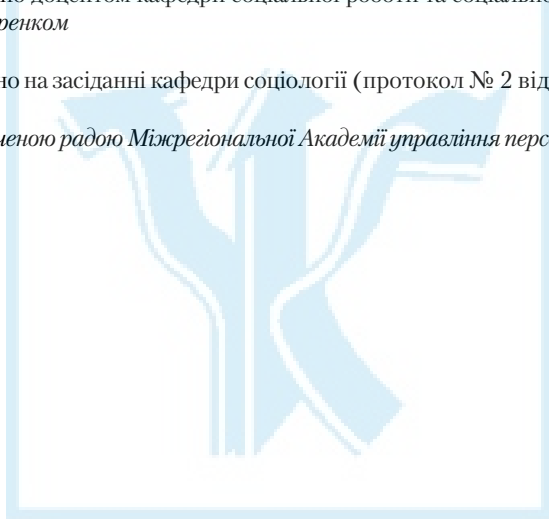 но доцентом кафедри соціальної роботи та соціально
ренком
но на засіданні кафедри соціології (протокол № 2 від
ченою радою Міжрегіональної Академії управління перс